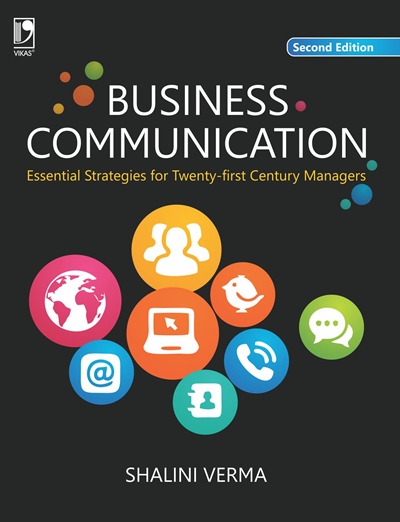 VIKAS®
Second Edition
BUSINESS
COMMUNICATION
Essential Strategies for Twenty-first Century Managers
@
SHALINI VERMA